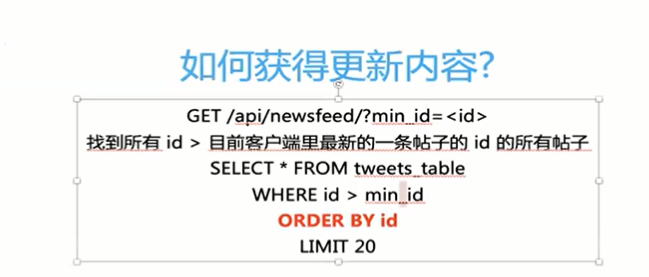 如何获得更新内容?
GET /api/newsfeed/?min_id=<id>
找到所有 id > 目前客户端里最新的一条帖子的 id 的所有帖子
SELECT * FROM tweets_table
WHERE id > min_id
ORDER BY id
LIMIT 20